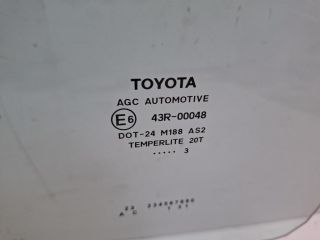 TOYOTA
AGC AUTOMOTIVE
E6 43R-00048
DOT-24 M188 AS2
TEMPERLITE 20T
..... 3